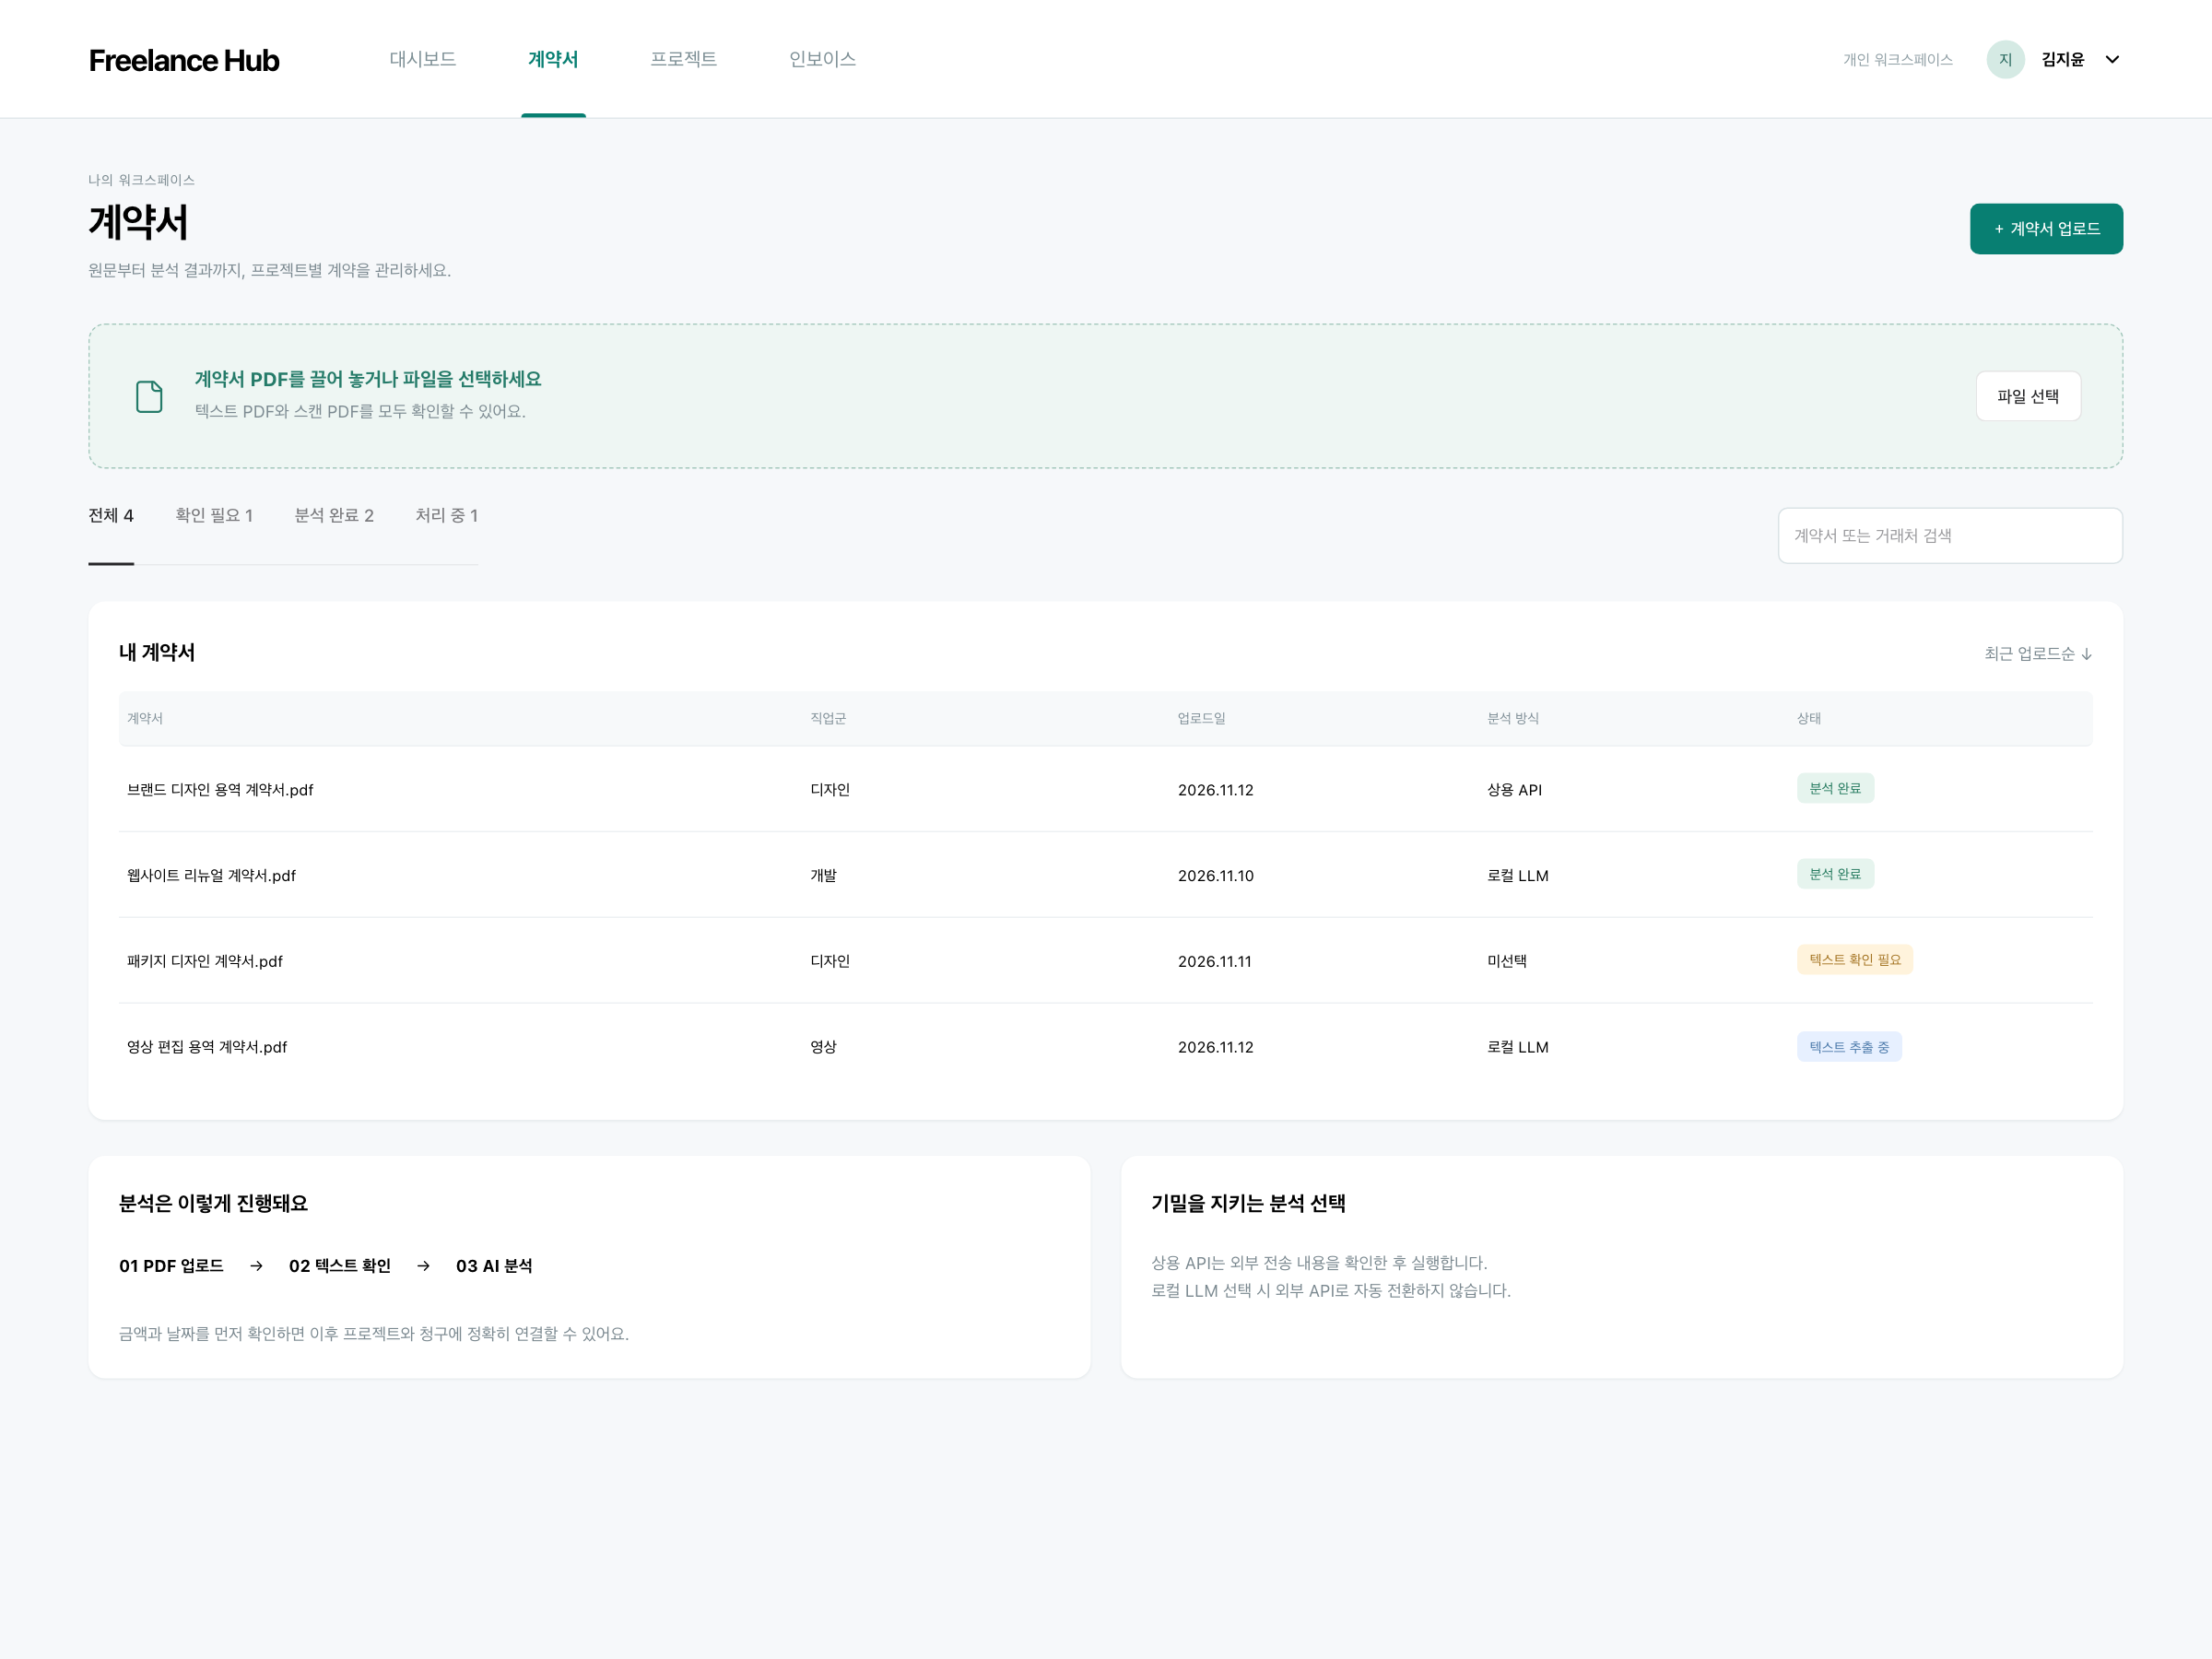 Freelance Hub
대시보드
계약서
프로젝트
인보이스
개인 워크스페이스
지
김지윤
나의 워크스페이스
계약서
원문부터 분석 결과까지, 프로젝트별 계약을 관리하세요.
+ 계약서 업로드
계약서 PDF를 끌어 놓거나 파일을 선택하세요
텍스트 PDF와 스캔 PDF를 모두 확인할 수 있어요.
파일 선택
전체 4
확인 필요 1
분석 완료 2
처리 중 1
계약서 또는 거래처 검색
내 계약서
최근 업로드순 ↓
계약서 직업군 업로드일 분석 방식 상태
브랜드 디자인 용역 계약서.pdf 디자인 2026.11.12 상용 API 분석 완료
웹사이트 리뉴얼 계약서.pdf 개발 2026.11.10 로컬 LLM 분석 완료
패키지 디자인 계약서.pdf 디자인 2026.11.11 미선택 텍스트 확인 필요
영상 편집 용역 계약서.pdf 영상 2026.11.12 로컬 LLM 텍스트 추출 중
분석은 이렇게 진행돼요
01 PDF 업로드 → 02 텍스트 확인 → 03 AI 분석
금액과 날짜를 먼저 확인하면 이후 프로젝트와 청구에 정확히 연결할 수 있어요.
기밀을 지키는 분석 선택
상용 API는 외부 전송 내용을 확인한 후 실행합니다.
로컬 LLM 선택 시 외부 API로 자동 전환하지 않습니다.